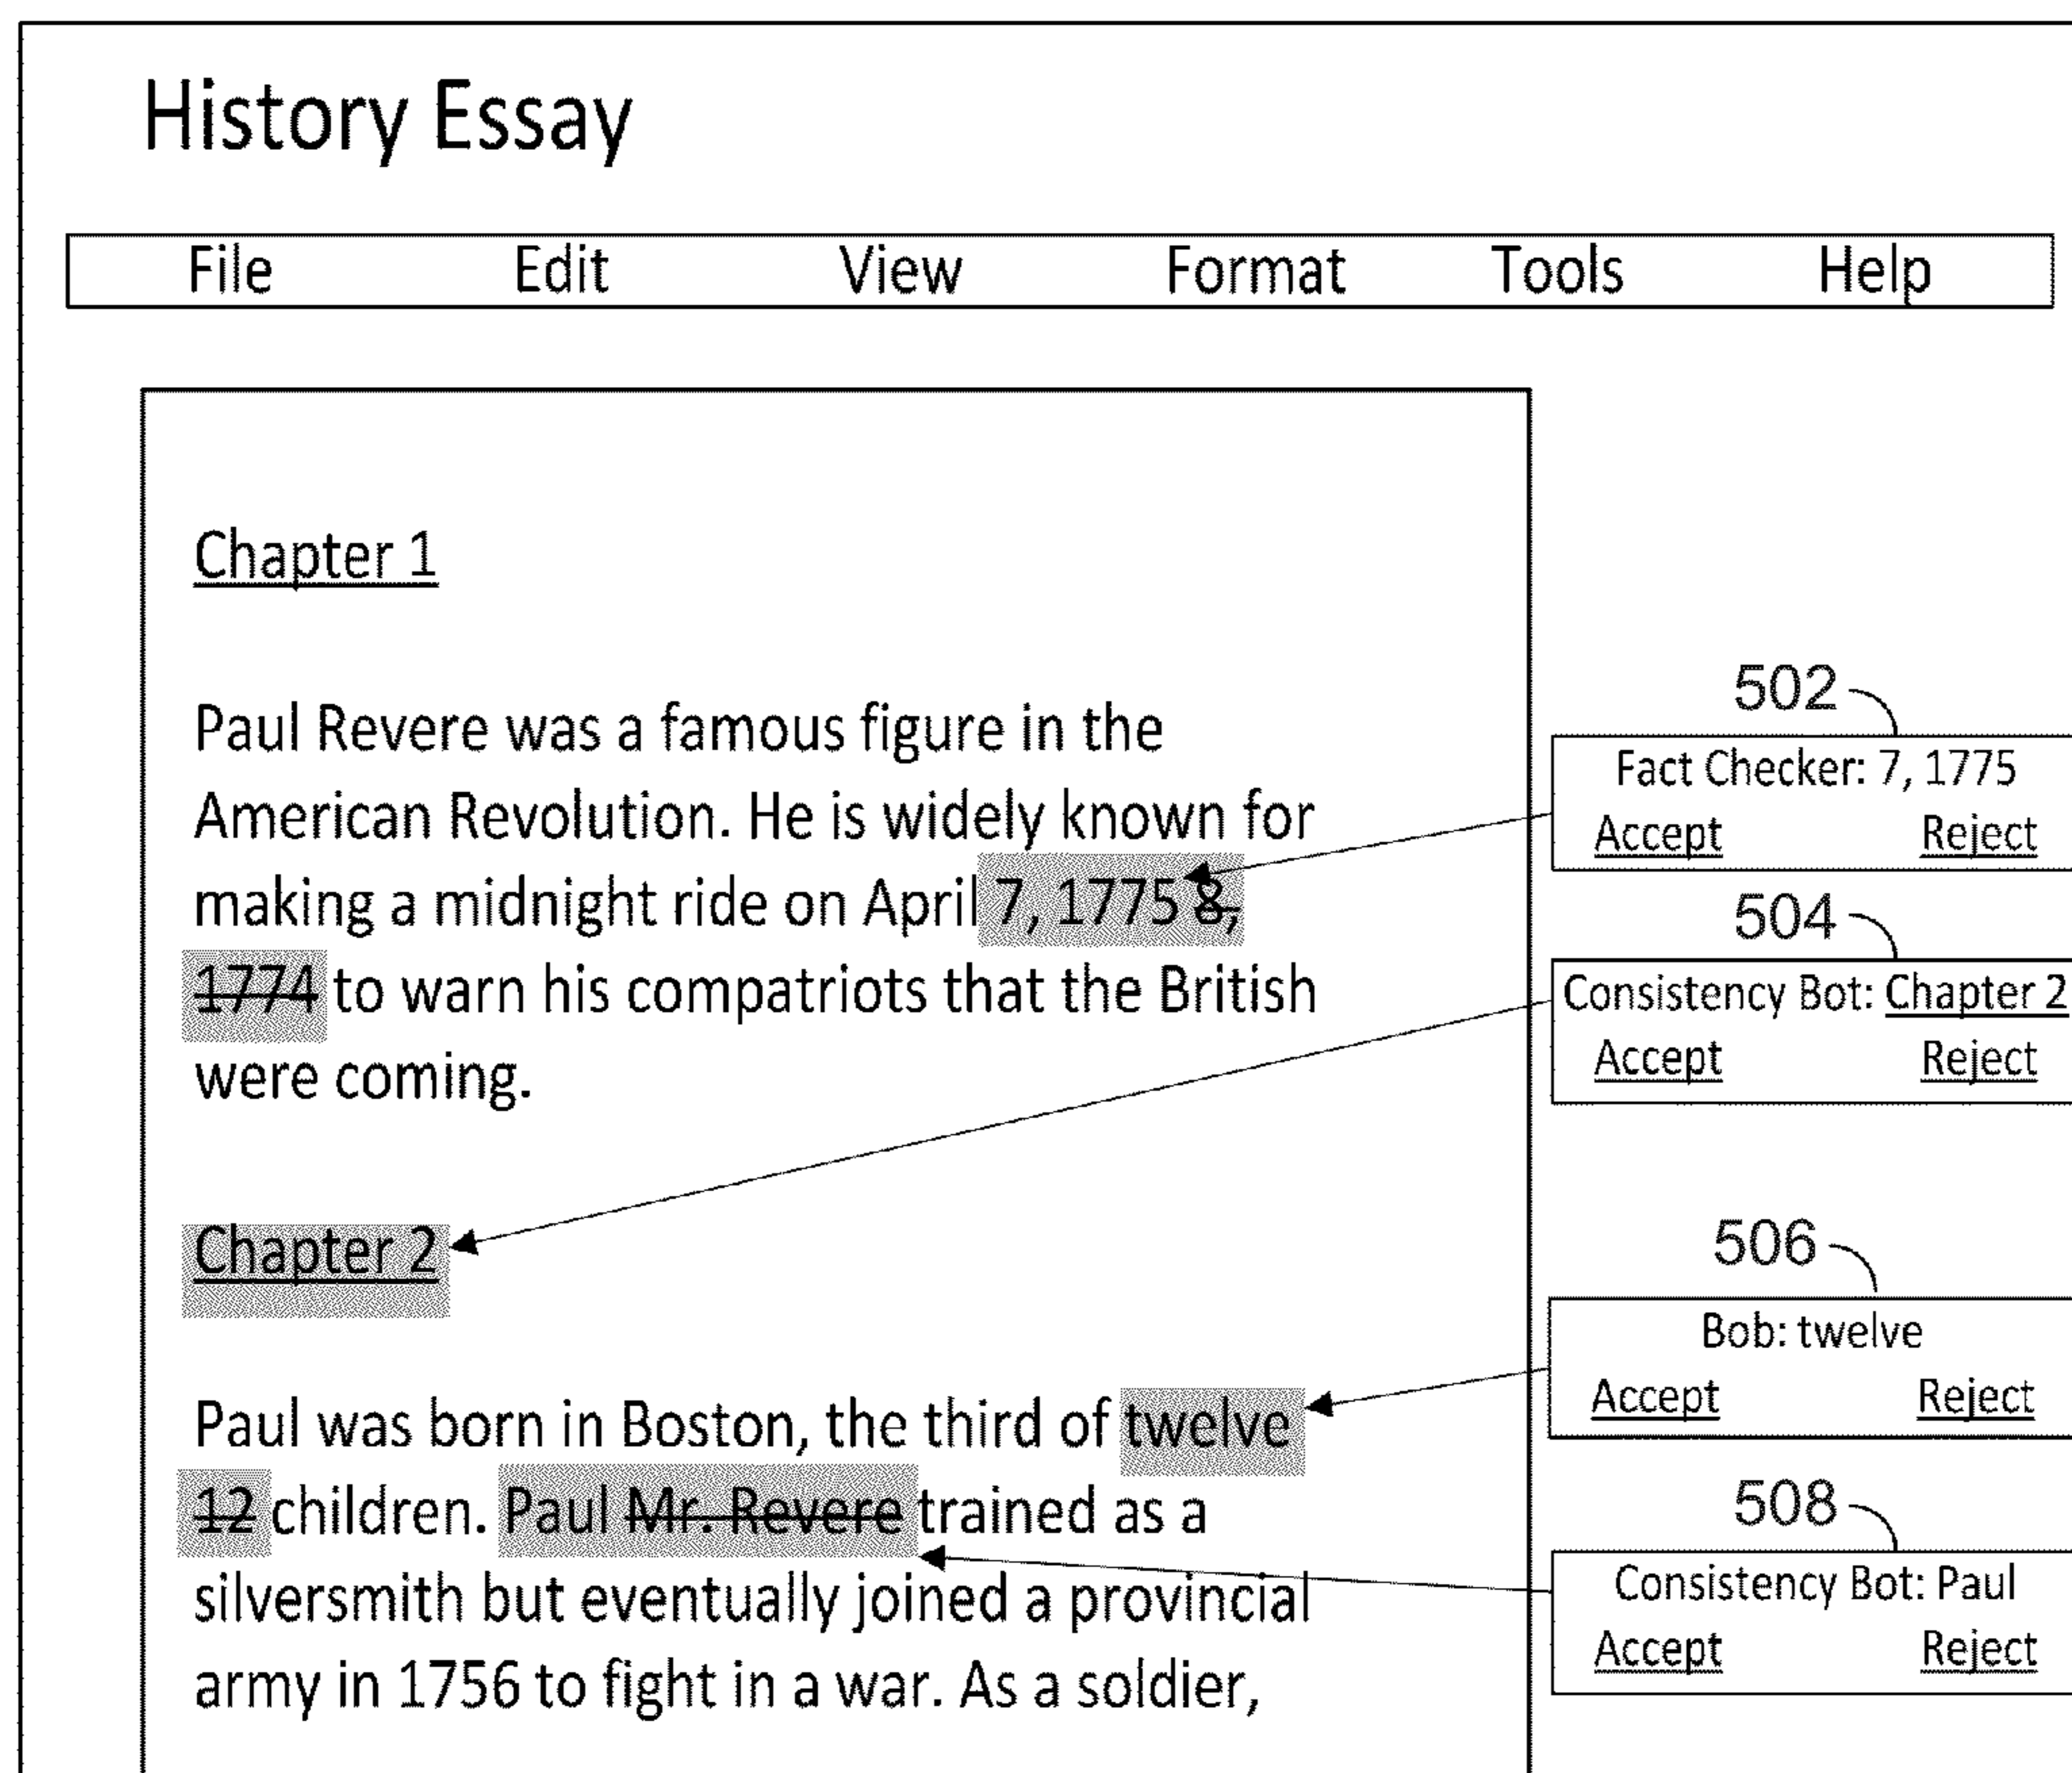 History Essay
File Edit View Format Tools Help
Chapter 1
Paul Revere was a famous figure in the
American Revolution. He is widely known for
making a midnight ride on April 7, 1775 8,
1774 to warn his compatriots that the British
were coming.
Chapter 2
Paul was born in Boston, the third of twelve
12 children. Paul Mr. Revere trained as a
silversmith but eventually joined a provincial
army in 1756 to fight in a war. As a soldier,
502
Fact Checker: 7, 1775
Accept Reject
504
Consistency Bot: Chapter 2
Accept Reject
506
Bob: twelve
Accept Reject
508
Consistency Bot: Paul
Accept Reject